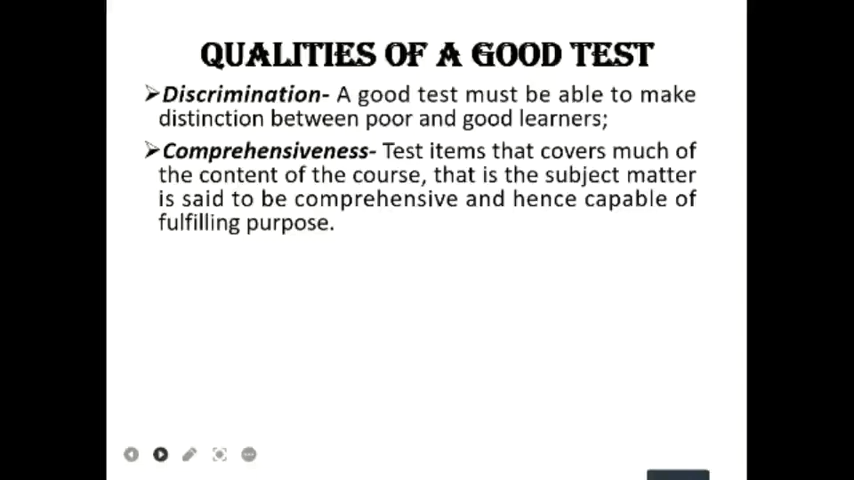 QUALITIES OF A GOOD TEST
➢Discrimination- A good test must be able to make
distinction between poor and good learners;
➢Comprehensiveness- Test items that covers much of
the content of the course, that is the subject matter
is said to be comprehensive and hence capable of
fulfilling purpose.